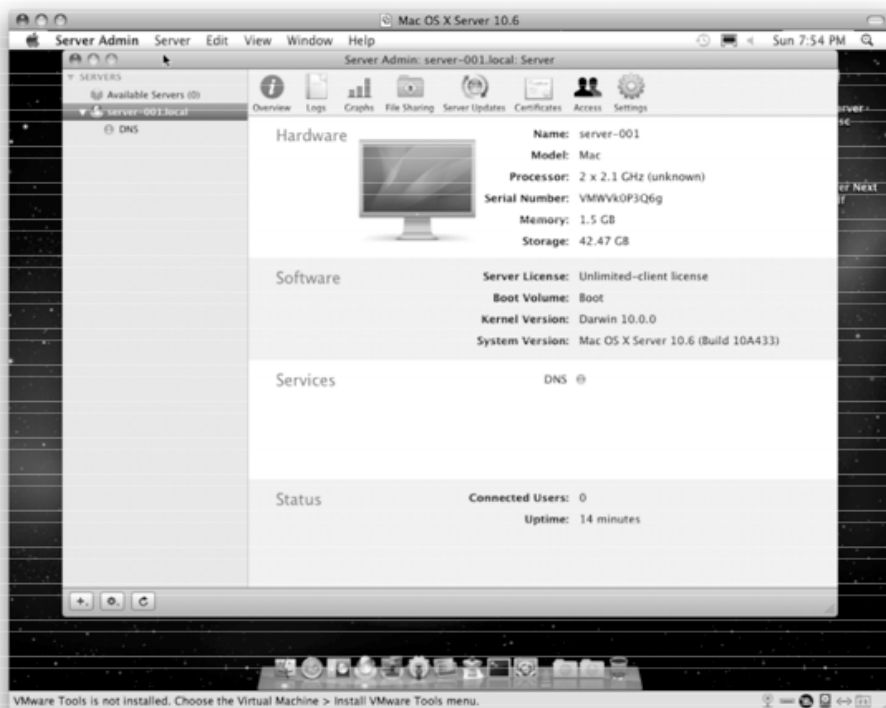 Mac OS X Server 10.6
Server Admin Server Edit View Window Help Sun 7:54 PM
Server Admin: server-001.local: Server
SERVERS
Available Servers (0)
server-001.local
DNS
Overview Logs Graphs File Sharing Server Updates Certificates Access Settings
Hardware
Name: server-001
Model: Mac
Processor: 2 x 2.1 GHz (unknown)
Serial Number: VMWVk0P3Q6g
Memory: 1.5 GB
Storage: 42.47 GB
Software
Server License: Unlimited-client license
Boot Volume: Boot
Kernel Version: Darwin 10.0.0
System Version: Mac OS X Server 10.6 (Build 10A433)
Services
DNS
Status
Connected Users: 0
Uptime: 14 minutes
VMware Tools is not installed. Choose the Virtual Machine > Install VMware Tools menu.